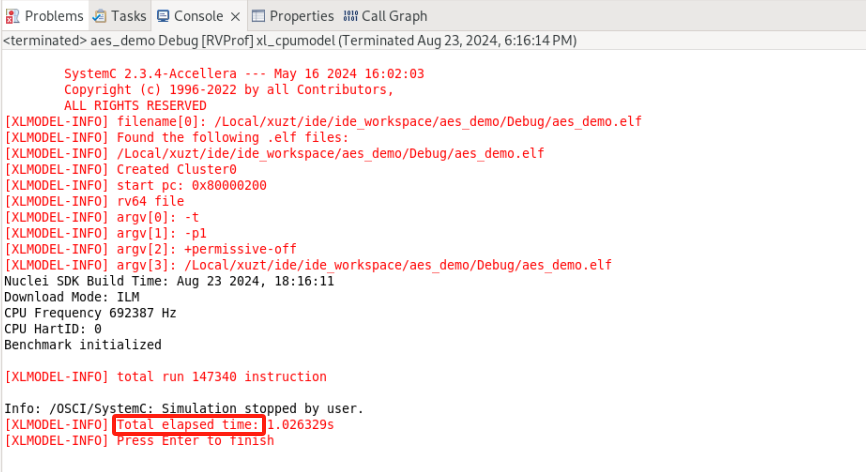 Problems Tasks Console Properties Call Graph
<terminated> aes_demo Debug [RVProf] xl_cpumodel (Terminated Aug 23, 2024, 6:16:14 PM)
SystemC 2.3.4-Accellera --- May 16 2024 16:02:03
Copyright (c) 1996-2022 by all Contributors,
ALL RIGHTS RESERVED
[XLMODEL-INFO] filename[0]: /Local/xuzt/ide/ide_workspace/aes_demo/Debug/aes_demo.elf
[XLMODEL-INFO] Found the following .elf files:
[XLMODEL-INFO] /Local/xuzt/ide/ide_workspace/aes_demo/Debug/aes_demo.elf
[XLMODEL-INFO] Created Cluster0
[XLMODEL-INFO] start pc: 0x80000200
[XLMODEL-INFO] rv64 file
[XLMODEL-INFO] argv[0]: -t
[XLMODEL-INFO] argv[1]: -p1
[XLMODEL-INFO] argv[2]: +permissive-off
[XLMODEL-INFO] argv[3]: /Local/xuzt/ide/ide_workspace/aes_demo/Debug/aes_demo.elf
Nuclei SDK Build Time: Aug 23 2024, 18:16:11
Download Mode: ILM
CPU Frequency 692387 Hz
CPU HartID: 0
Benchmark initialized
[XLMODEL-INFO] total run 147340 instruction
Info: /OSCI/SystemC: Simulation stopped by user.
[XLMODEL-INFO] Total elapsed time: 1.026329s
[XLMODEL-INFO] Press Enter to finish